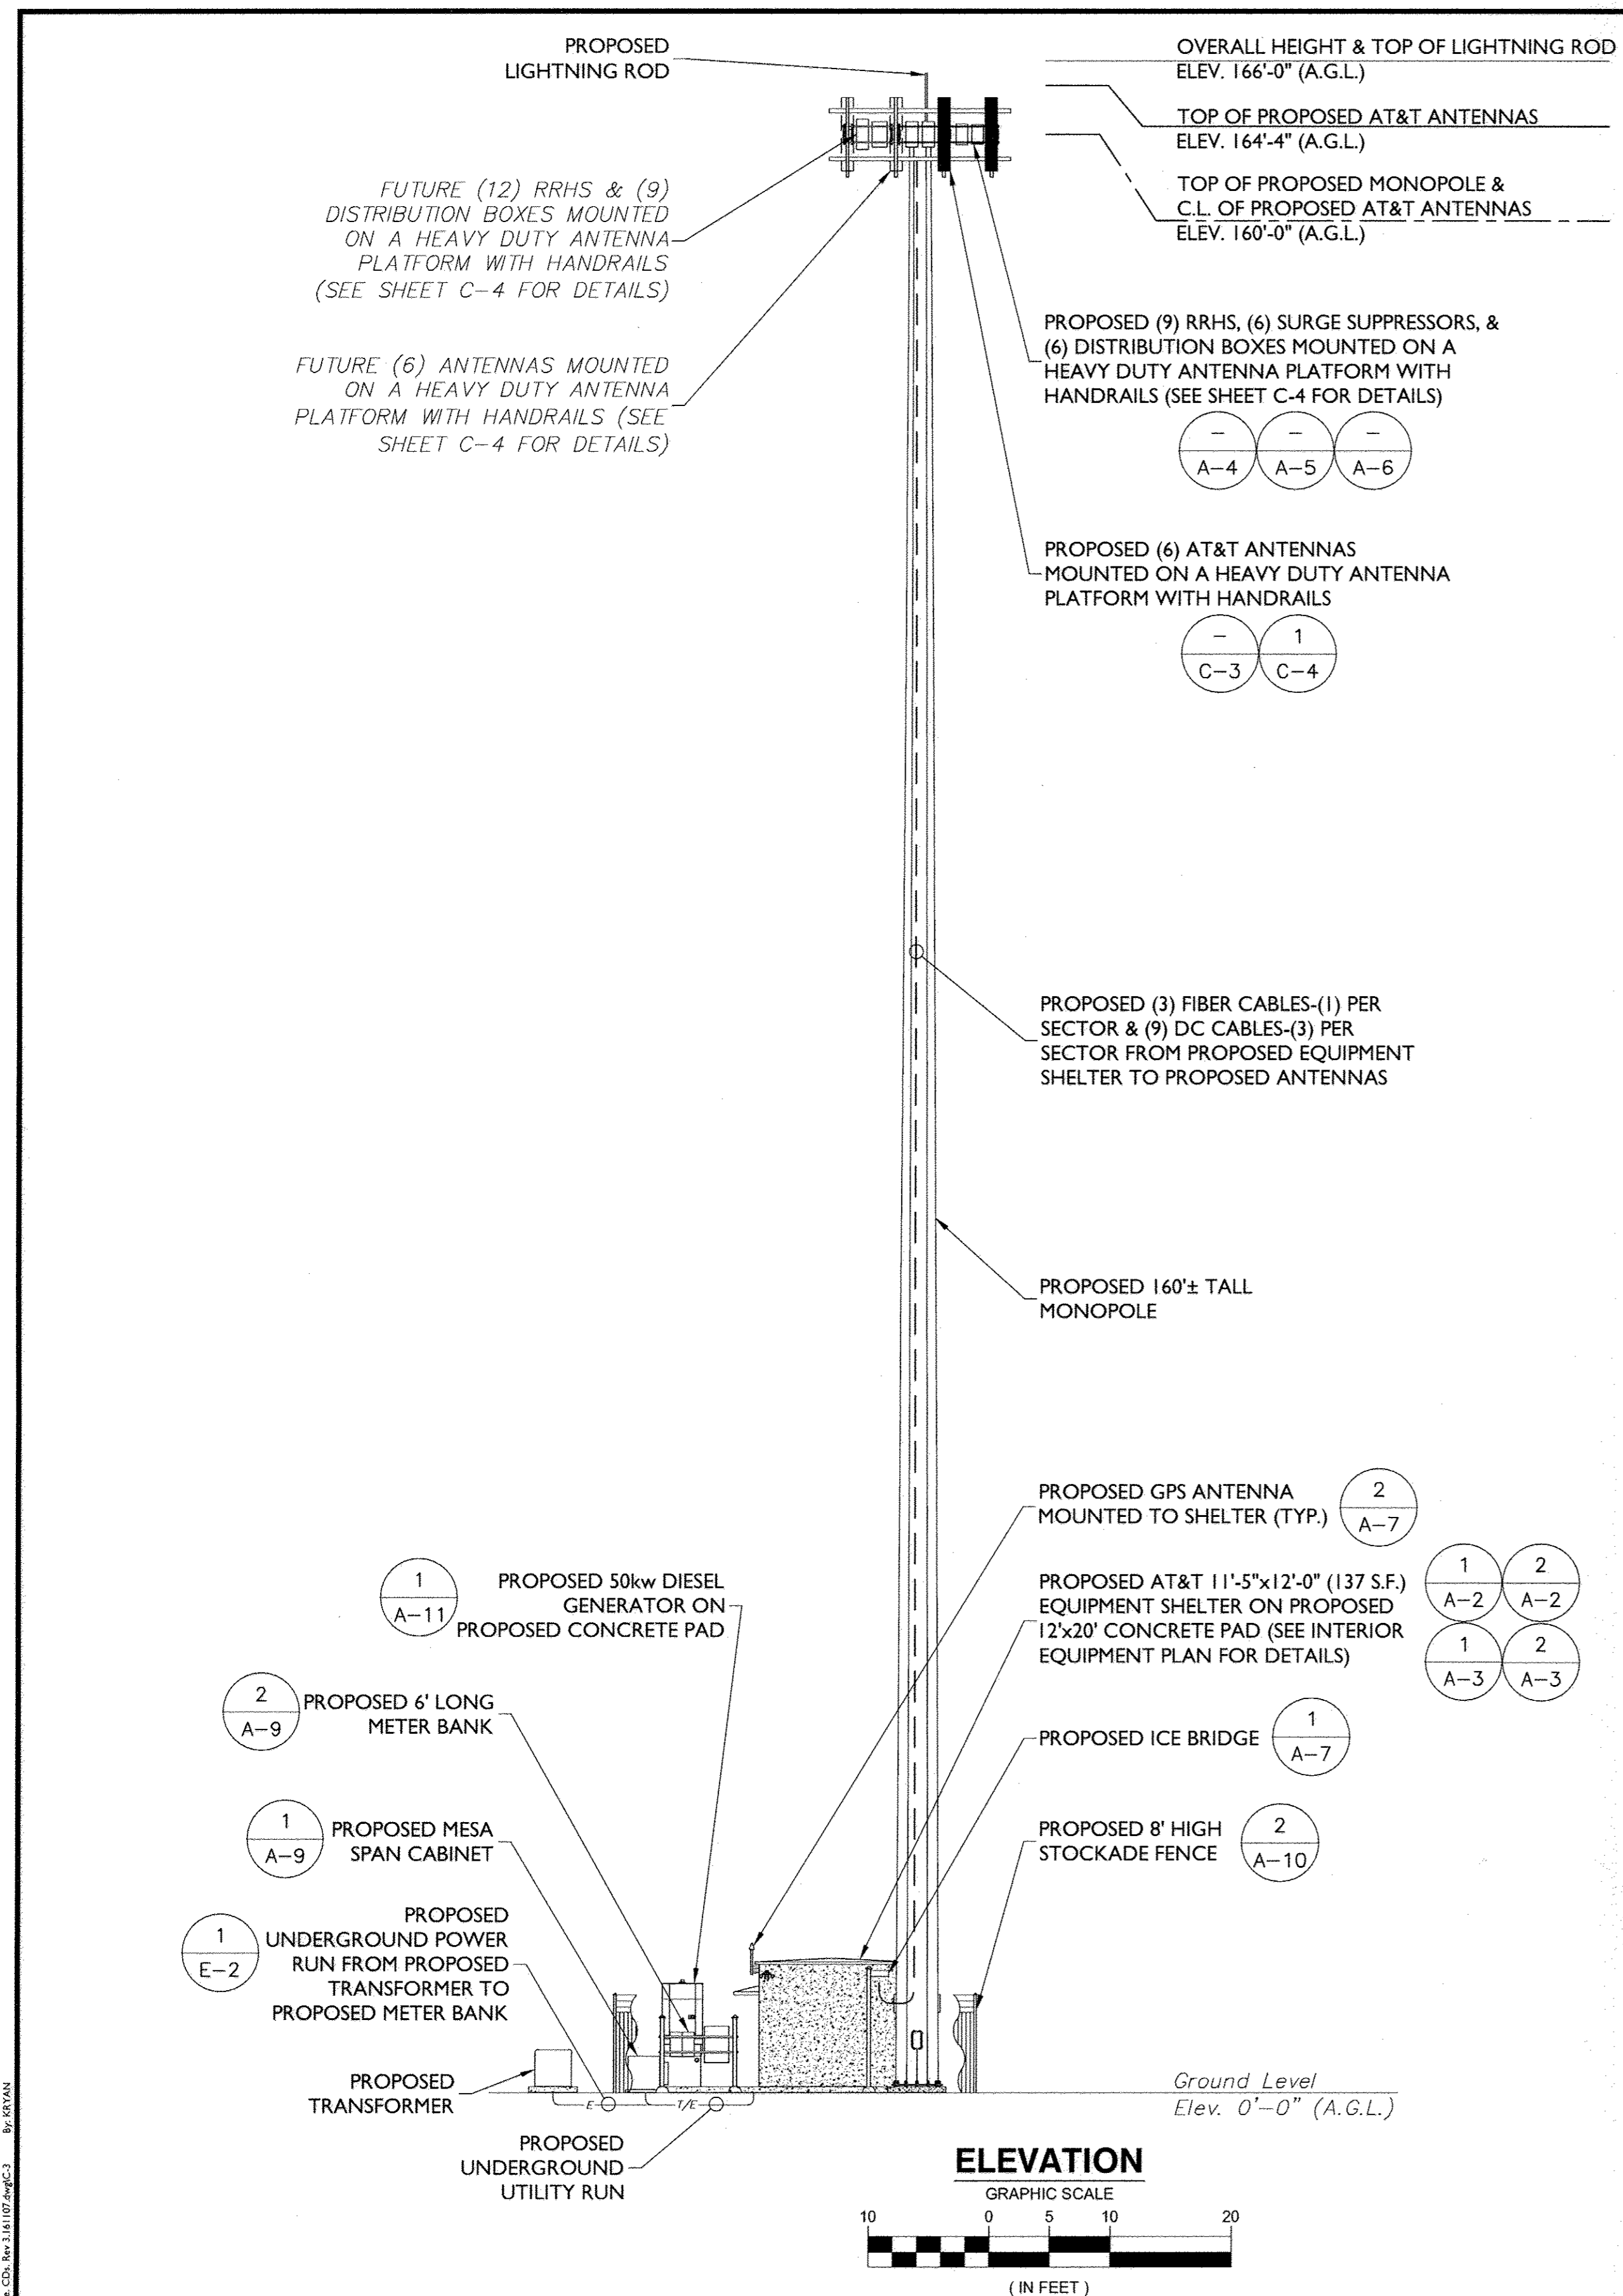 PROPOSED
LIGHTNING ROD
OVERALL HEIGHT & TOP OF LIGHTNING ROD
ELEV. 166'-0" (A.G.L.)
TOP OF PROPOSED AT&T ANTENNAS
ELEV. 164'-4" (A.G.L.)
TOP OF PROPOSED MONOPOLE &
C.L. OF PROPOSED AT&T ANTENNAS
ELEV. 160'-0" (A.G.L.)
FUTURE (12) RRHS & (9)
DISTRIBUTION BOXES MOUNTED
ON A HEAVY DUTY ANTENNA
PLATFORM WITH HANDRAILS
(SEE SHEET C-4 FOR DETAILS)
FUTURE (6) ANTENNAS MOUNTED
ON A HEAVY DUTY ANTENNA
PLATFORM WITH HANDRAILS (SEE
SHEET C-4 FOR DETAILS)
PROPOSED (9) RRHS, (6) SURGE SUPPRESSORS, &
(6) DISTRIBUTION BOXES MOUNTED ON A
HEAVY DUTY ANTENNA PLATFORM WITH
HANDRAILS (SEE SHEET C-4 FOR DETAILS)
- - -
A-4 A-5 A-6
PROPOSED (6) AT&T ANTENNAS
MOUNTED ON A HEAVY DUTY ANTENNA
PLATFORM WITH HANDRAILS
- 1
C-3 C-4
PROPOSED (3) FIBER CABLES-(1) PER
SECTOR & (9) DC CABLES-(3) PER
SECTOR FROM PROPOSED EQUIPMENT
SHELTER TO PROPOSED ANTENNAS
PROPOSED 160'± TALL
MONOPOLE
PROPOSED GPS ANTENNA
MOUNTED TO SHELTER (TYP.)
2
A-7
PROPOSED AT&T 11'-5"x12'-0" (137 S.F.)
EQUIPMENT SHELTER ON PROPOSED
12'x20' CONCRETE PAD (SEE INTERIOR
EQUIPMENT PLAN FOR DETAILS)
1 2
A-2 A-2
1 2
A-3 A-3
PROPOSED ICE BRIDGE
1
A-7
PROPOSED 8' HIGH
STOCKADE FENCE
2
A-10
1
A-11
PROPOSED 50kw DIESEL
GENERATOR ON
PROPOSED CONCRETE PAD
2
A-9
PROPOSED 6' LONG
METER BANK
1
A-9
PROPOSED MESA
SPAN CABINET
1
E-2
PROPOSED
UNDERGROUND POWER
RUN FROM PROPOSED
TRANSFORMER TO
PROPOSED METER BANK
PROPOSED
TRANSFORMER
E
T/E
PROPOSED
UNDERGROUND
UTILITY RUN
Ground Level
Elev. 0'-0" (A.G.L.)
ELEVATION
GRAPHIC SCALE
10 0 5 10 20
( IN FEET )
CDs. Rev 3.161107.dwg\C-3 By: KRYAN